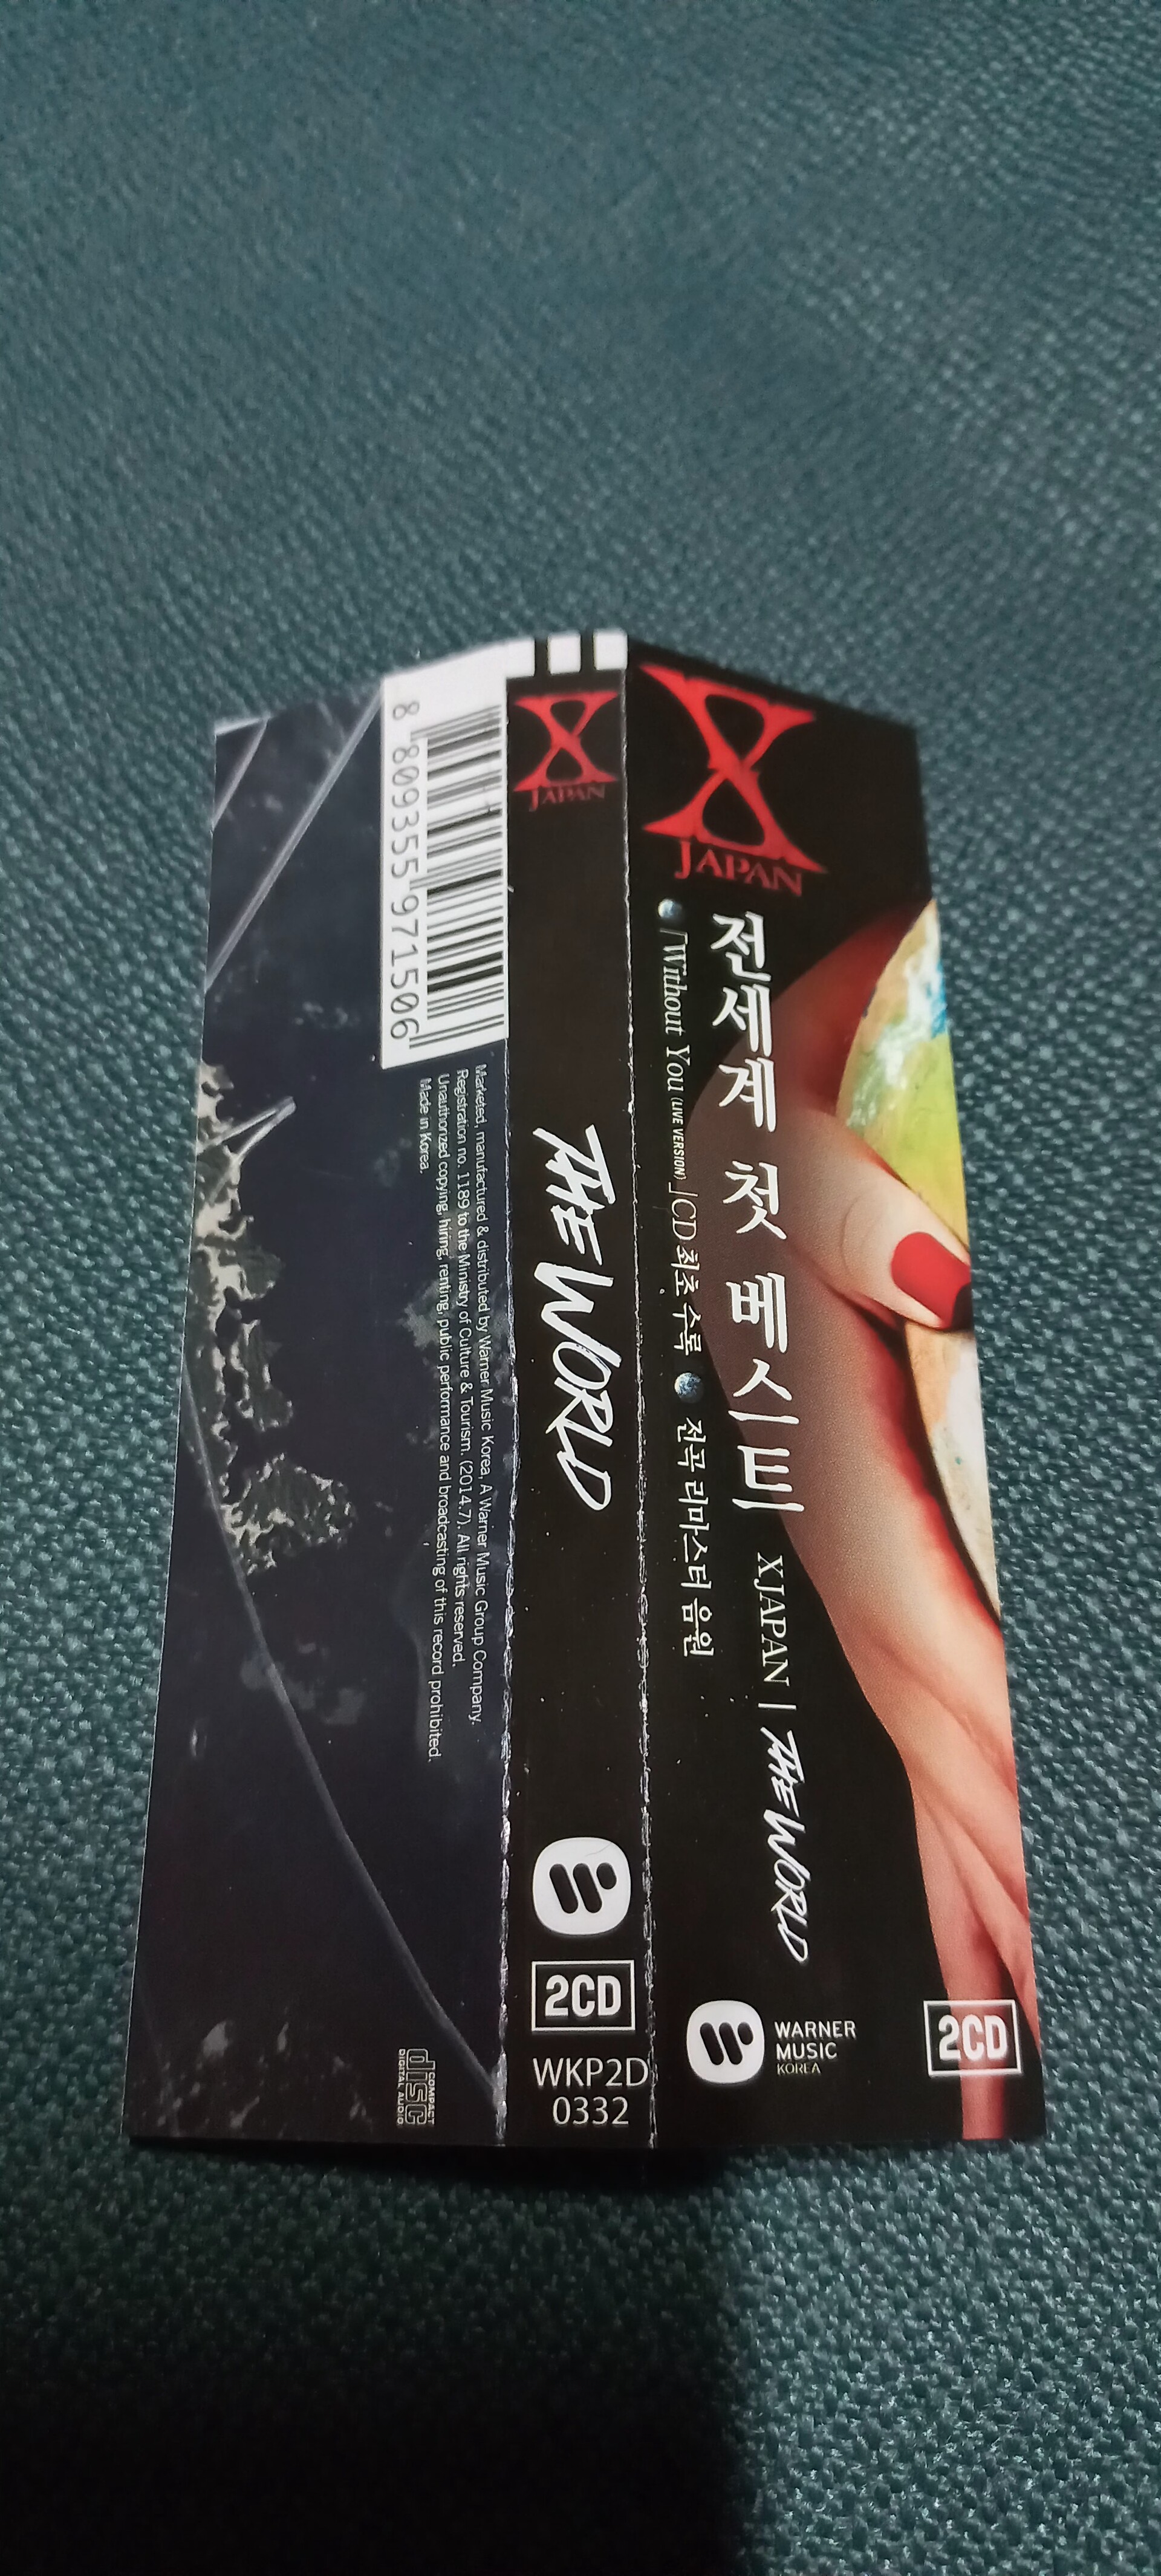 X
JAPAN
전세계 첫 베스트 X JAPAN | THE WORLD
「Without You (LIVE VERSION)」CD 최초 수록 전곡 리마스터 음원
WARNER
MUSIC
KOREA
2CD
X
JAPAN
THE WORLD
2CD
WKP2D
0332
8 809355 971506
Marketed, manufactured & distributed by Warner Music Korea, A Warner Music Group Company.
Registration no. 1189 to the Ministry of Culture & Tourism. (2014.7). All rights reserved.
Unauthorized copying, hiring, renting, public performance and broadcasting of this record prohibited.
Made in Korea.
COMPACT
disc
DIGITAL AUDIO